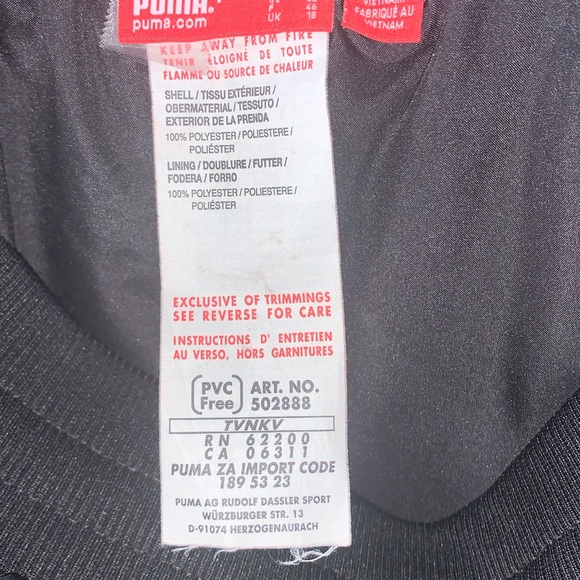 PUMA
puma.com
F 46
UK 18
FABRIQUÉ AU
VIETNAM
KEEP AWAY FROM FIRE
TENIR ÉLOIGNÉ DE TOUTE
FLAMME OU SOURCE DE CHALEUR
SHELL / TISSU EXTÉRIEUR /
OBERMATERIAL / TESSUTO /
EXTERIOR DE LA PRENDA
100% POLYESTER / POLIESTERE /
POLIÉSTER
LINING / DOUBLURE / FUTTER /
FODERA / FORRO
100% POLYESTER / POLIESTERE /
POLIÉSTER
EXCLUSIVE OF TRIMMINGS
SEE REVERSE FOR CARE
INSTRUCTIONS D' ENTRETIEN
AU VERSO, HORS GARNITURES
PVC Free
ART. NO.
502888
TVNKV
RN 62200
CA 06311
PUMA ZA IMPORT CODE
189 53 23
PUMA AG RUDOLF DASSLER SPORT
WÜRZBURGER STR. 13
D-91074 HERZOGENAURACH